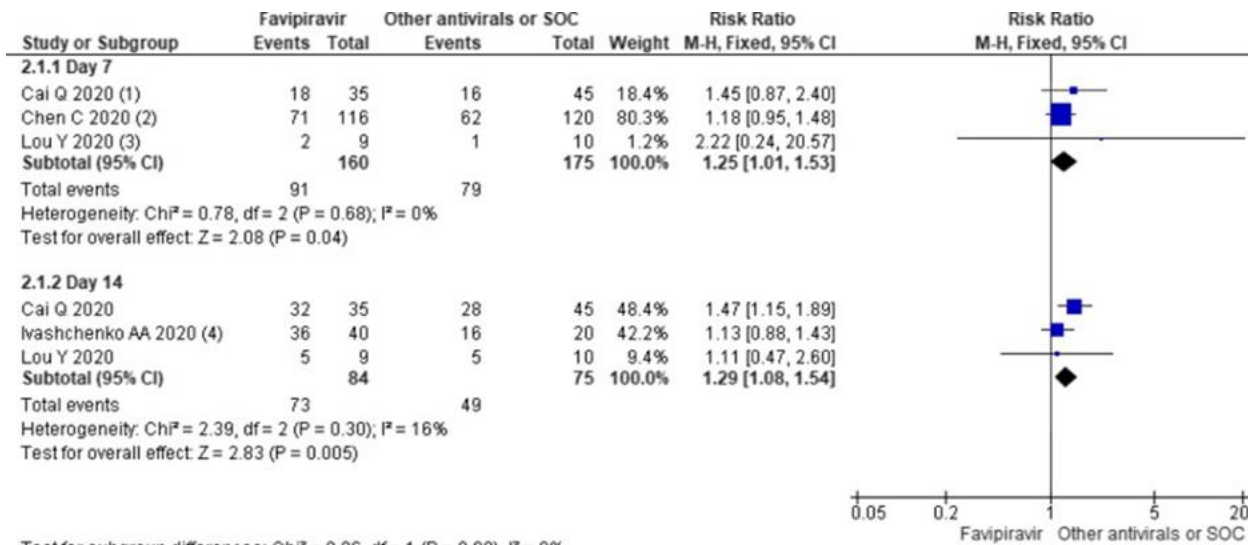 Favipiravir Other antivirals or SOC Risk Ratio Risk Ratio
Study or Subgroup Events Total Events Total Weight M-H, Fixed, 95% CI M-H, Fixed, 95% CI
2.1.1 Day 7
Cai Q 2020 (1) 18 35 16 45 18.4% 1.45 [0.87, 2.40]
Chen C 2020 (2) 71 116 62 120 80.3% 1.18 [0.95, 1.48]
Lou Y 2020 (3) 2 9 1 10 1.2% 2.22 [0.24, 20.57]
Subtotal (95% CI) 160 175 100.0% 1.25 [1.01, 1.53]
Total events 91 79
Heterogeneity: Chi² = 0.78, df = 2 (P = 0.68); I² = 0%
Test for overall effect: Z = 2.08 (P = 0.04)
2.1.2 Day 14
Cai Q 2020 32 35 28 45 48.4% 1.47 [1.15, 1.89]
Ivashchenko AA 2020 (4) 36 40 16 20 42.2% 1.13 [0.88, 1.43]
Lou Y 2020 5 9 5 10 9.4% 1.11 [0.47, 2.60]
Subtotal (95% CI) 84 75 100.0% 1.29 [1.08, 1.54]
Total events 73 49
Heterogeneity: Chi² = 2.39, df = 2 (P = 0.30); I² = 16%
Test for overall effect: Z = 2.83 (P = 0.005)
0.05 0.2 1 5 20
Favipiravir Other antivirals or SOC